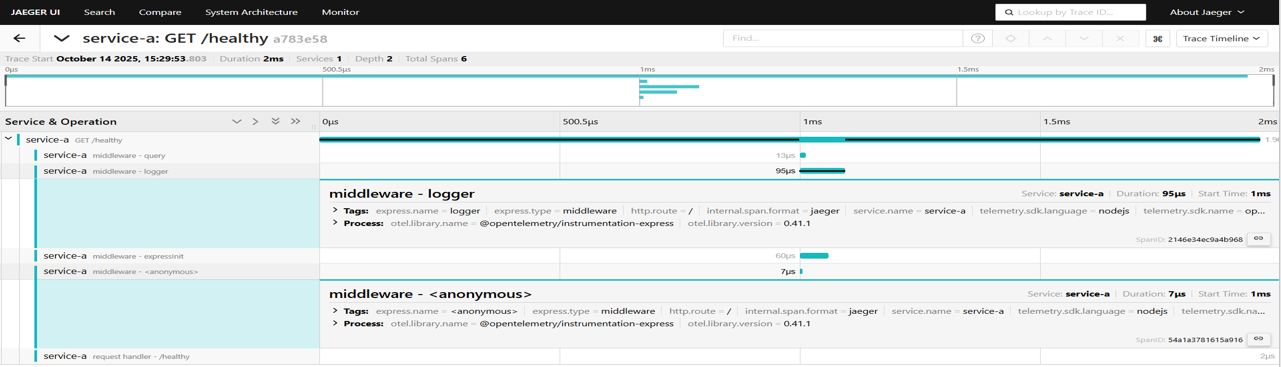 JAEGER UI Search Compare System Architecture Monitor Lookup by Trace ID... About Jaeger
service-a: GET /healthy a783e58 Find... Trace Timeline
Trace Start October 14 2025, 15:29:53.803 Duration 2ms Services 1 Depth 2 Total Spans 6
0μs 500.5μs 1ms 1.5ms 2ms
Service & Operation 0μs 500.5μs 1ms 1.5ms 2ms
service-a GET /healthy
service-a middleware - query 13μs
service-a middleware - logger 95μs
middleware - logger Service: service-a Duration: 95μs Start Time: 1ms
Tags: express.name = logger express.type = middleware http.route = / internal.span.format = jaeger service.name = service-a telemetry.sdk.language = nodejs telemetry.sdk.name = op...
Process: otel.library.name = @opentelemetry/instrumentation-express otel.library.version = 0.41.1
SpanID: 2146e34ec9a4b968
service-a middleware - expressInit 60μs
service-a middleware - <anonymous> 7μs
middleware - <anonymous> Service: service-a Duration: 7μs Start Time: 1ms
Tags: express.name = <anonymous> express.type = middleware http.route = / internal.span.format = jaeger service.name = service-a telemetry.sdk.language = nodejs telemetry.sdk.na...
Process: otel.library.name = @opentelemetry/instrumentation-express otel.library.version = 0.41.1
SpanID: 54a1a3781615a916
service-a request handler - /healthy 2μs